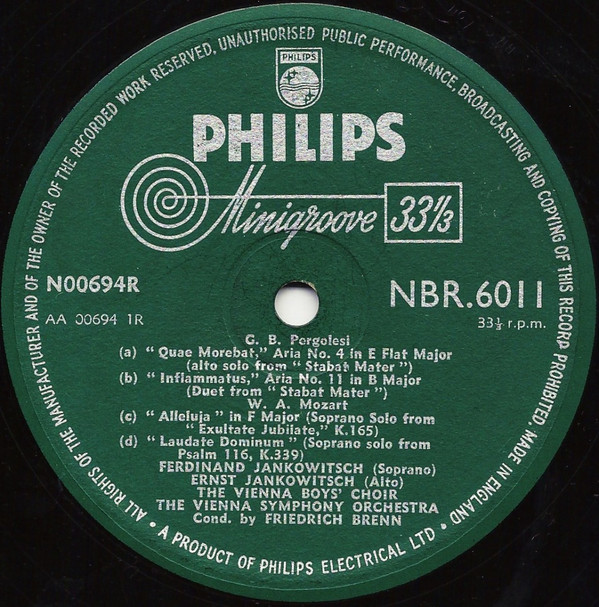 ALL RIGHTS OF THE MANUFACTURER AND OF THE OWNER OF THE RECORDED WORK RESERVED, UNAUTHORISED PUBLIC PERFORMANCE, BROADCASTING AND COPYING OF THIS RECORD PROHIBITED. MADE IN ENGLAND
PHILIPS
PHILIPS
Minigroove 33 1/3
N00694R
NBR.6011
AA 00694 1R
33⅓ r.p.m.
G. B. Pergolesi
(a) " Quae Morebat," Aria No. 4 in E Flat Major
(alto solo from " Stabat Mater ")
(b) " Inflammatus," Aria No. 11 in B Major
(Duet from " Stabat Mater ")
W. A. Mozart
(c) " Alleluja " in F Major (Soprano Solo from
" Exultate Jubilate," K.165)
(d) " Laudate Dominum " (Soprano solo from
Psalm 116, K.339)
FERDINAND JANKOWITSCH (Soprano)
ERNST JANKOWITSCH (Alto)
THE VIENNA BOYS' CHOIR
THE VIENNA SYMPHONY ORCHESTRA
Cond. by FRIEDRICH BRENN
• A PRODUCT OF PHILIPS ELECTRICAL LTD •